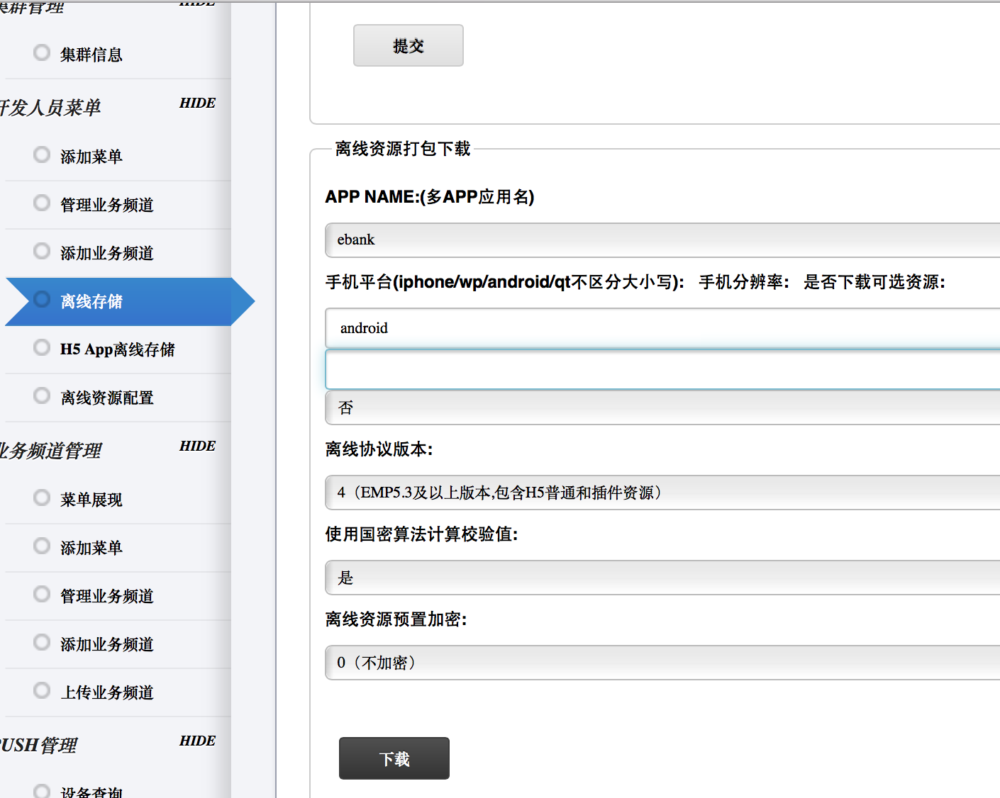 集群管理
HIDE
集群信息
开发人员菜单
HIDE
添加菜单
管理业务频道
添加业务频道
离线存储
H5 App离线存储
离线资源配置
业务频道管理
HIDE
菜单展现
添加菜单
管理业务频道
添加业务频道
上传业务频道
PUSH管理
HIDE
设备查询
提交
离线资源打包下载
APP NAME:(多APP应用名)
ebank
手机平台(iphone/wp/android/qt不区分大小写): 手机分辨率: 是否下载可选资源:
android
否
离线协议版本:
4（EMP5.3及以上版本,包含H5普通和插件资源）
使用国密算法计算校验值:
是
离线资源预置加密:
0（不加密）
下载